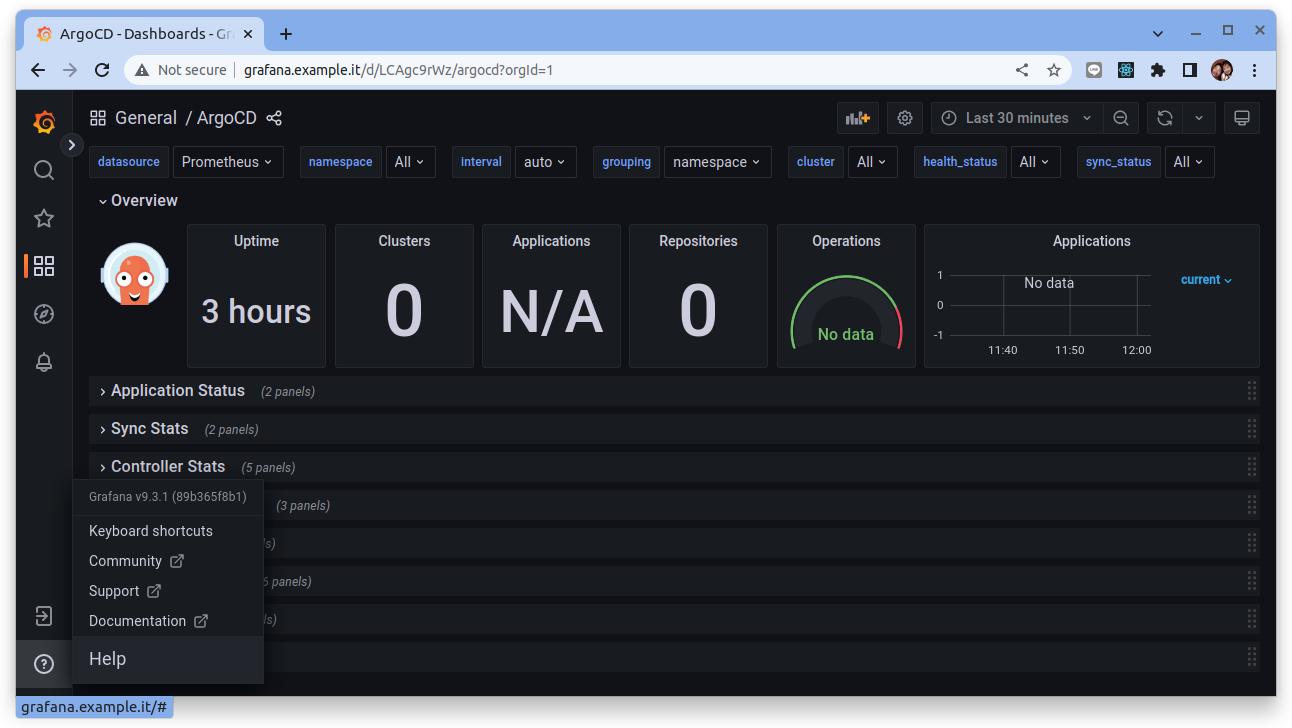 ArgoCD - Dashboards - Gr
Not secure grafana.example.it/d/LCAgc9rWz/argocd?orgId=1
General / ArgoCD
Last 30 minutes
datasource Prometheus namespace All interval auto grouping namespace cluster All health_status All sync_status All
Overview
Uptime
3 hours
Clusters
0
Applications
N/A
Repositories
0
Operations
No data
Applications
1
0
-1
No data
11:40 11:50 12:00
current
Application Status (2 panels)
Sync Stats (2 panels)
Controller Stats (5 panels)
(3 panels)
ls)
6 panels)
ls)
Grafana v9.3.1 (89b365f8b1)
Keyboard shortcuts
Community
Support
Documentation
Help
grafana.example.it/#